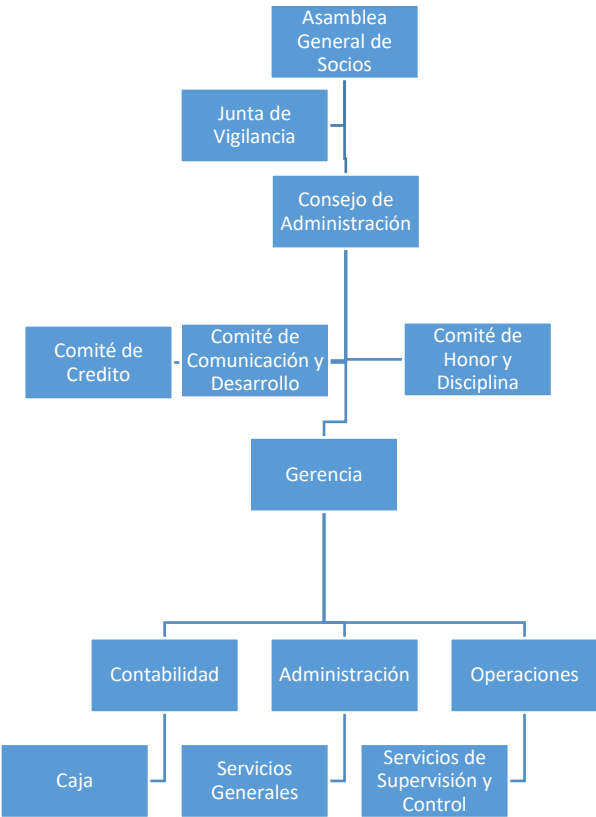 Asamblea
General de
Socios
Junta de
Vigilancia
Consejo de
Administración
Comité de
Credito
Comité de
Comunicación y
Desarrollo
Comité de
Honor y
Disciplina
Gerencia
Contabilidad
Administración
Operaciones
Caja
Servicios
Generales
Servicios de
Supervisión y
Control